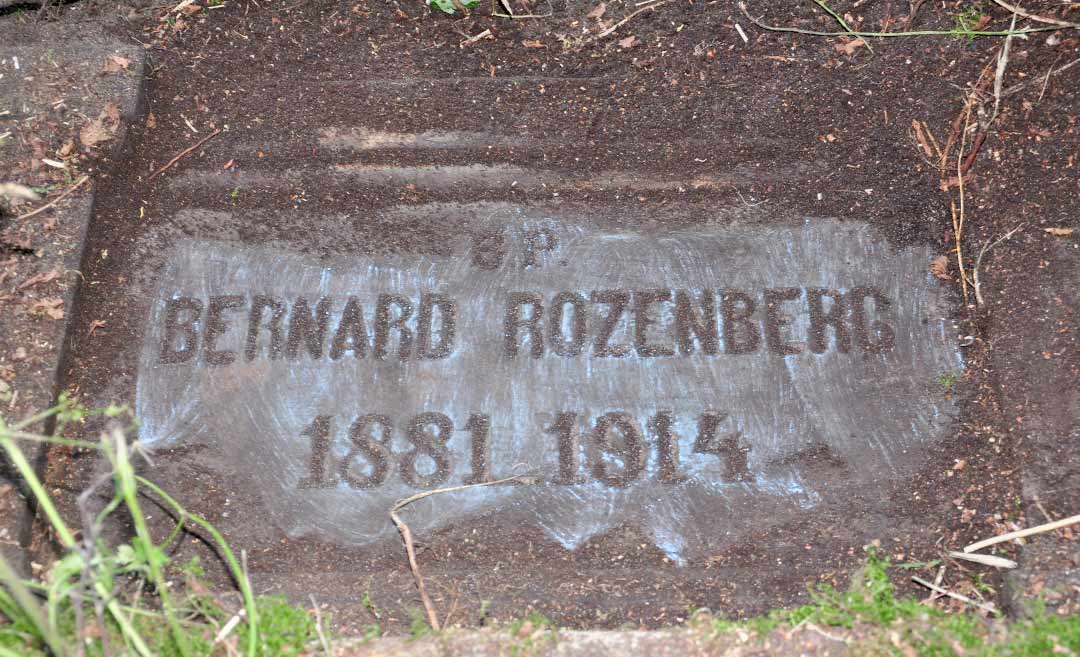 Ś.P.
BERNARD ROZENBERG
1881 1914